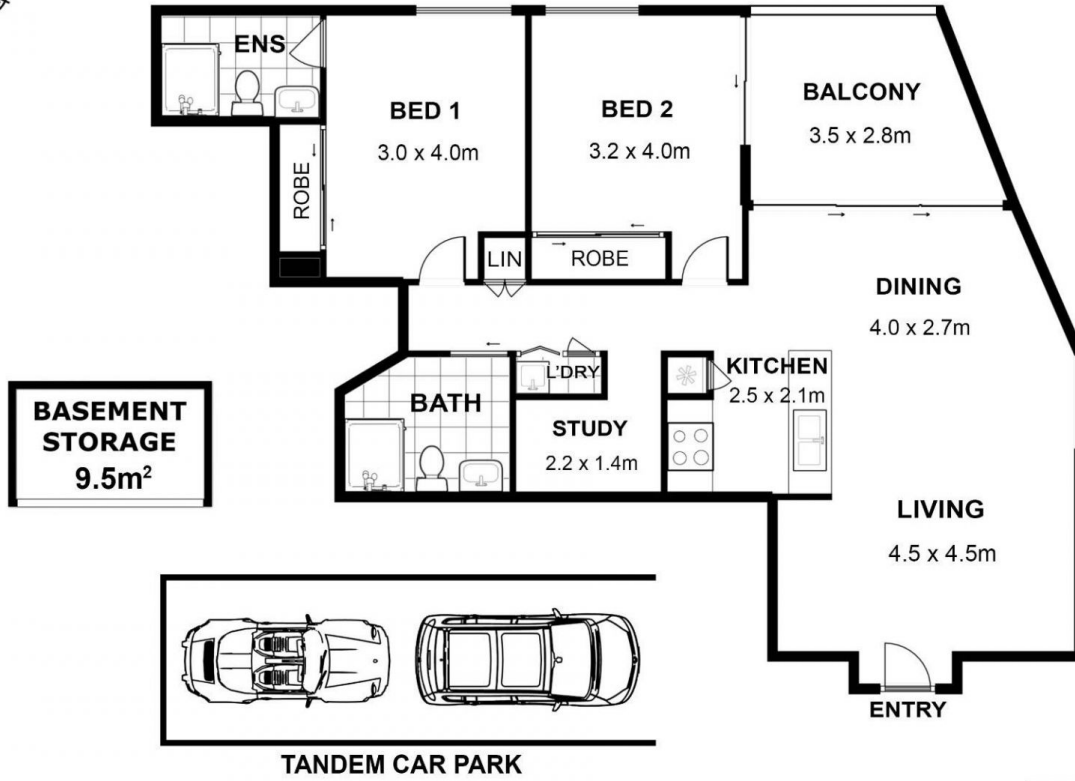 ENS
BED 1
3.0 x 4.0m
BED 2
3.2 x 4.0m
BALCONY
3.5 x 2.8m
ROBE
LIN
ROBE
DINING
4.0 x 2.7m
L'DRY
KITCHEN
2.5 x 2.1m
BATH
STUDY
2.2 x 1.4m
BASEMENT
STORAGE
9.5m²
LIVING
4.5 x 4.5m
ENTRY
TANDEM CAR PARK